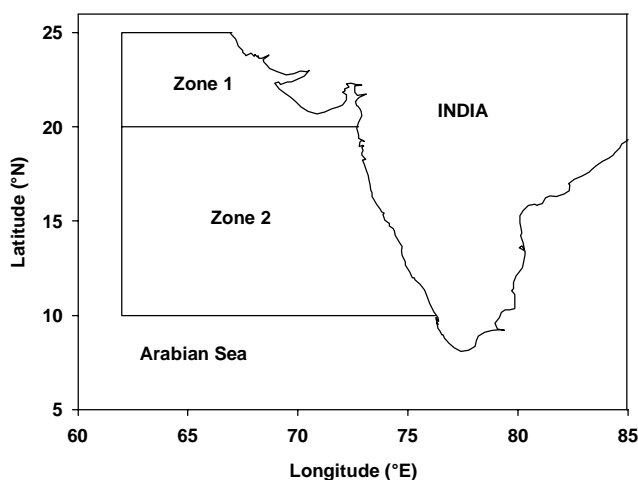 25
Zone 1
INDIA
20
Latitude (°N)
15
Zone 2
10
Arabian Sea
5
60 65 70 75 80 85
Longitude (°E)